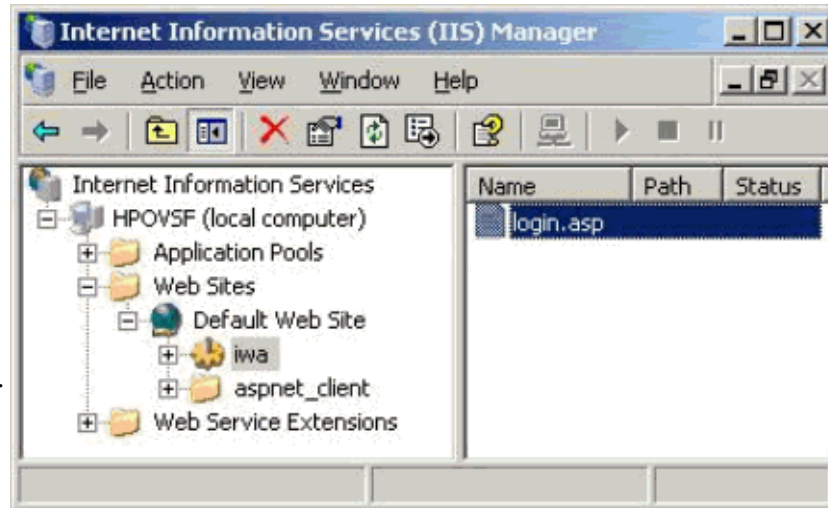 Internet Information Services (IIS) Manager
File Action View Window Help
Internet Information Services
HPOVSF (local computer)
Application Pools
Web Sites
Default Web Site
iwa
aspnet_client
Web Service Extensions
Name Path Status
login.asp